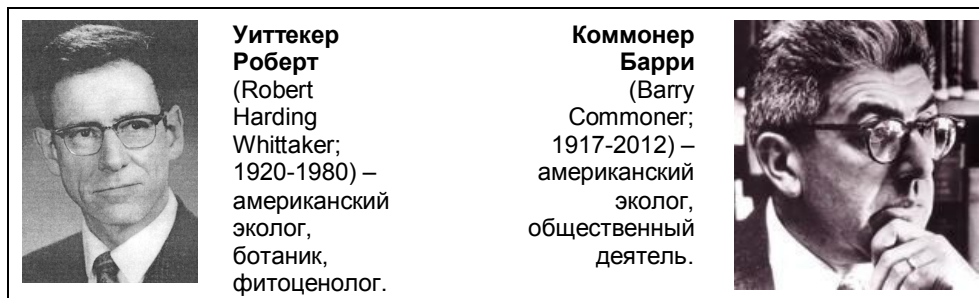 Уиттекер
Роберт
(Robert
Harding
Whittaker;
1920-1980) –
американский
эколог,
ботаник,
фитоценолог.
Коммонер
Барри
(Barry
Commoner;
1917-2012) –
американский
эколог,
общественный
деятель.